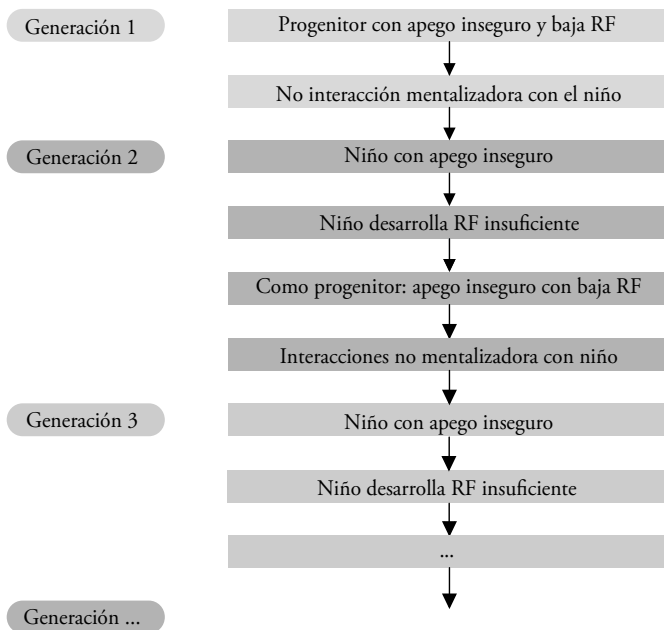 Generación 1
Progenitor con apego inseguro y baja RF
No interacción mentalizadora con el niño
Generación 2
Niño con apego inseguro
Niño desarrolla RF insuficiente
Como progenitor: apego inseguro con baja RF
Interacciones no mentalizadora con niño
Generación 3
Niño con apego inseguro
Niño desarrolla RF insuficiente
...
Generación ...